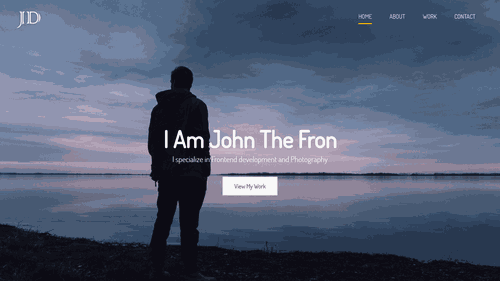 JD
HOME ABOUT WORK CONTACT
I Am John The Fron
I specialize in Frontend development and Photography
View My Work